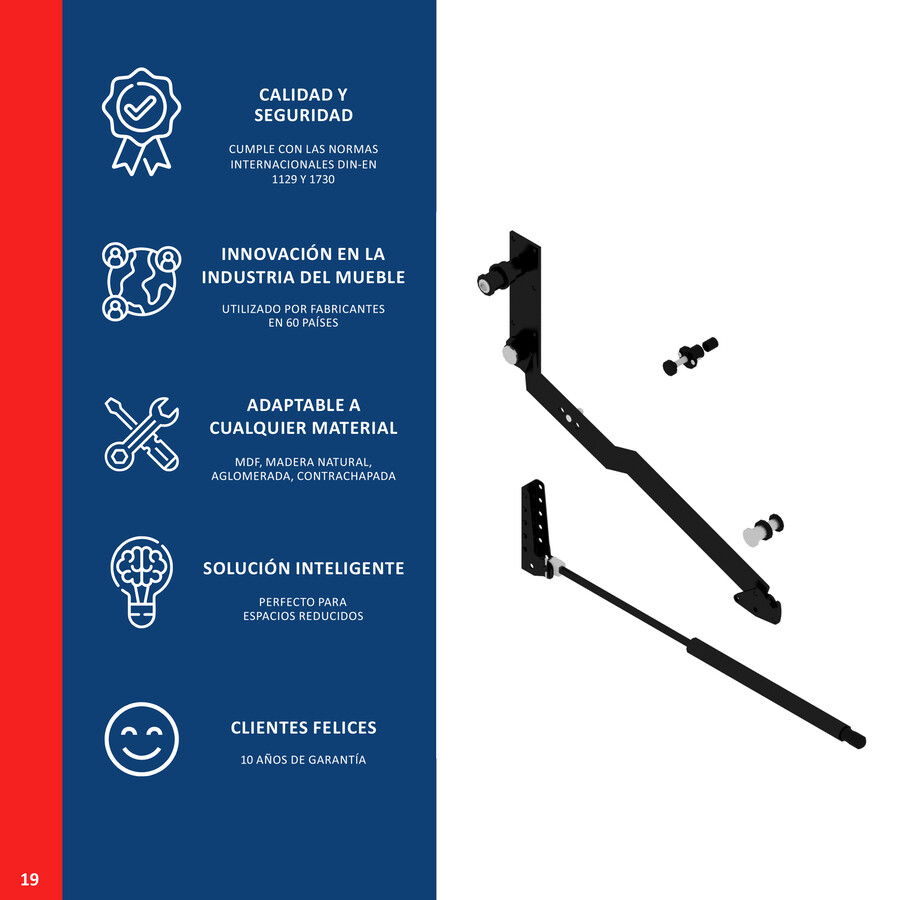 CALIDAD Y
SEGURIDAD
CUMPLE CON LAS NORMAS
INTERNACIONALES DIN-EN
1129 Y 1730
INNOVACIÓN EN LA
INDUSTRIA DEL MUEBLE
UTILIZADO POR FABRICANTES
EN 60 PAÍSES
ADAPTABLE A
CUALQUIER MATERIAL
MDF, MADERA NATURAL,
AGLOMERADA, CONTRACHAPADA
SOLUCIÓN INTELIGENTE
PERFECTO PARA
ESPACIOS REDUCIDOS
CLIENTES FELICES
10 AÑOS DE GARANTÍA
19